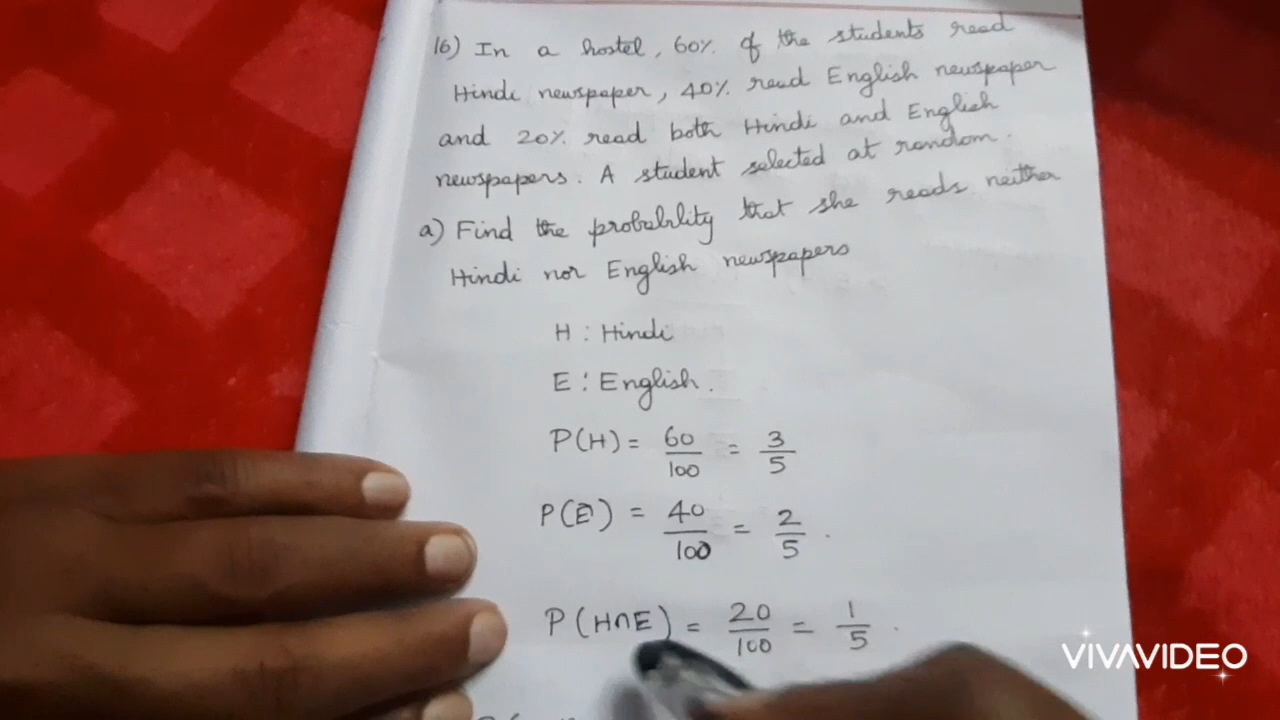 16) In a hostel, 60% of the students read
Hindi newspaper, 40% read English newspaper
and 20% read both Hindi and English
newspapers. A student selected at random.
a) Find the probability that she reads neither
Hindi nor English newspapers
H : Hindi
E : English.
P(H) = 60/100 = 3/5
P(E) = 40/100 = 2/5.
P(H∩E) = 20/100 = 1/5.
VIVAVIDEO